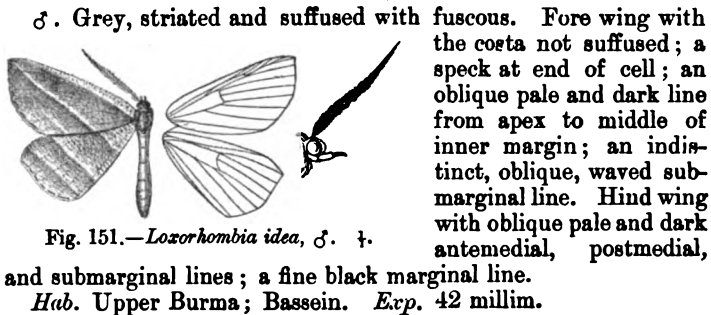 ♂. Grey, striated and suffused with fuscous. Fore wing with
the costa not suffused; a
speck at end of cell; an
oblique pale and dark line
from apex to middle of
inner margin; an indis-
tinct, oblique, waved sub-
marginal line. Hind wing
with oblique pale and dark
antemedial, postmedial,
Fig. 151.—Loxorhombia idea, ♂. ⅟.
and submarginal lines; a fine black marginal line.
Hab. Upper Burma; Bassein. Exp. 42 millim.